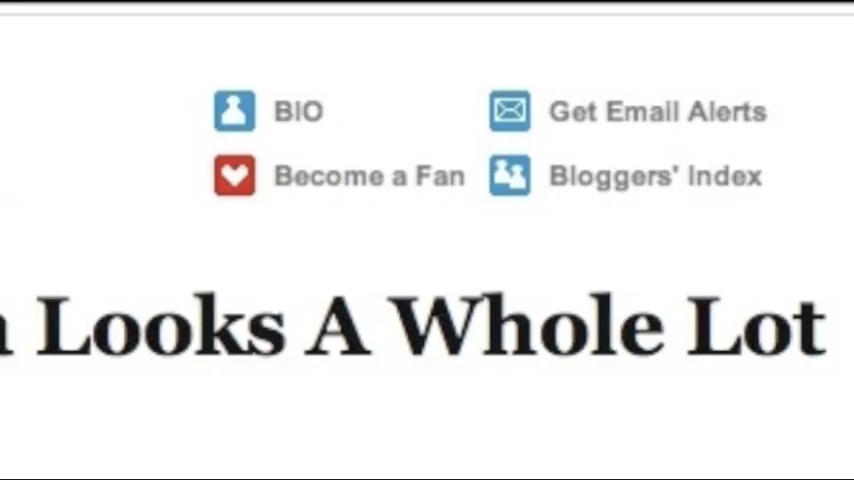 BIO Get Email Alerts
Become a Fan Bloggers' Index
Looks A Whole Lot